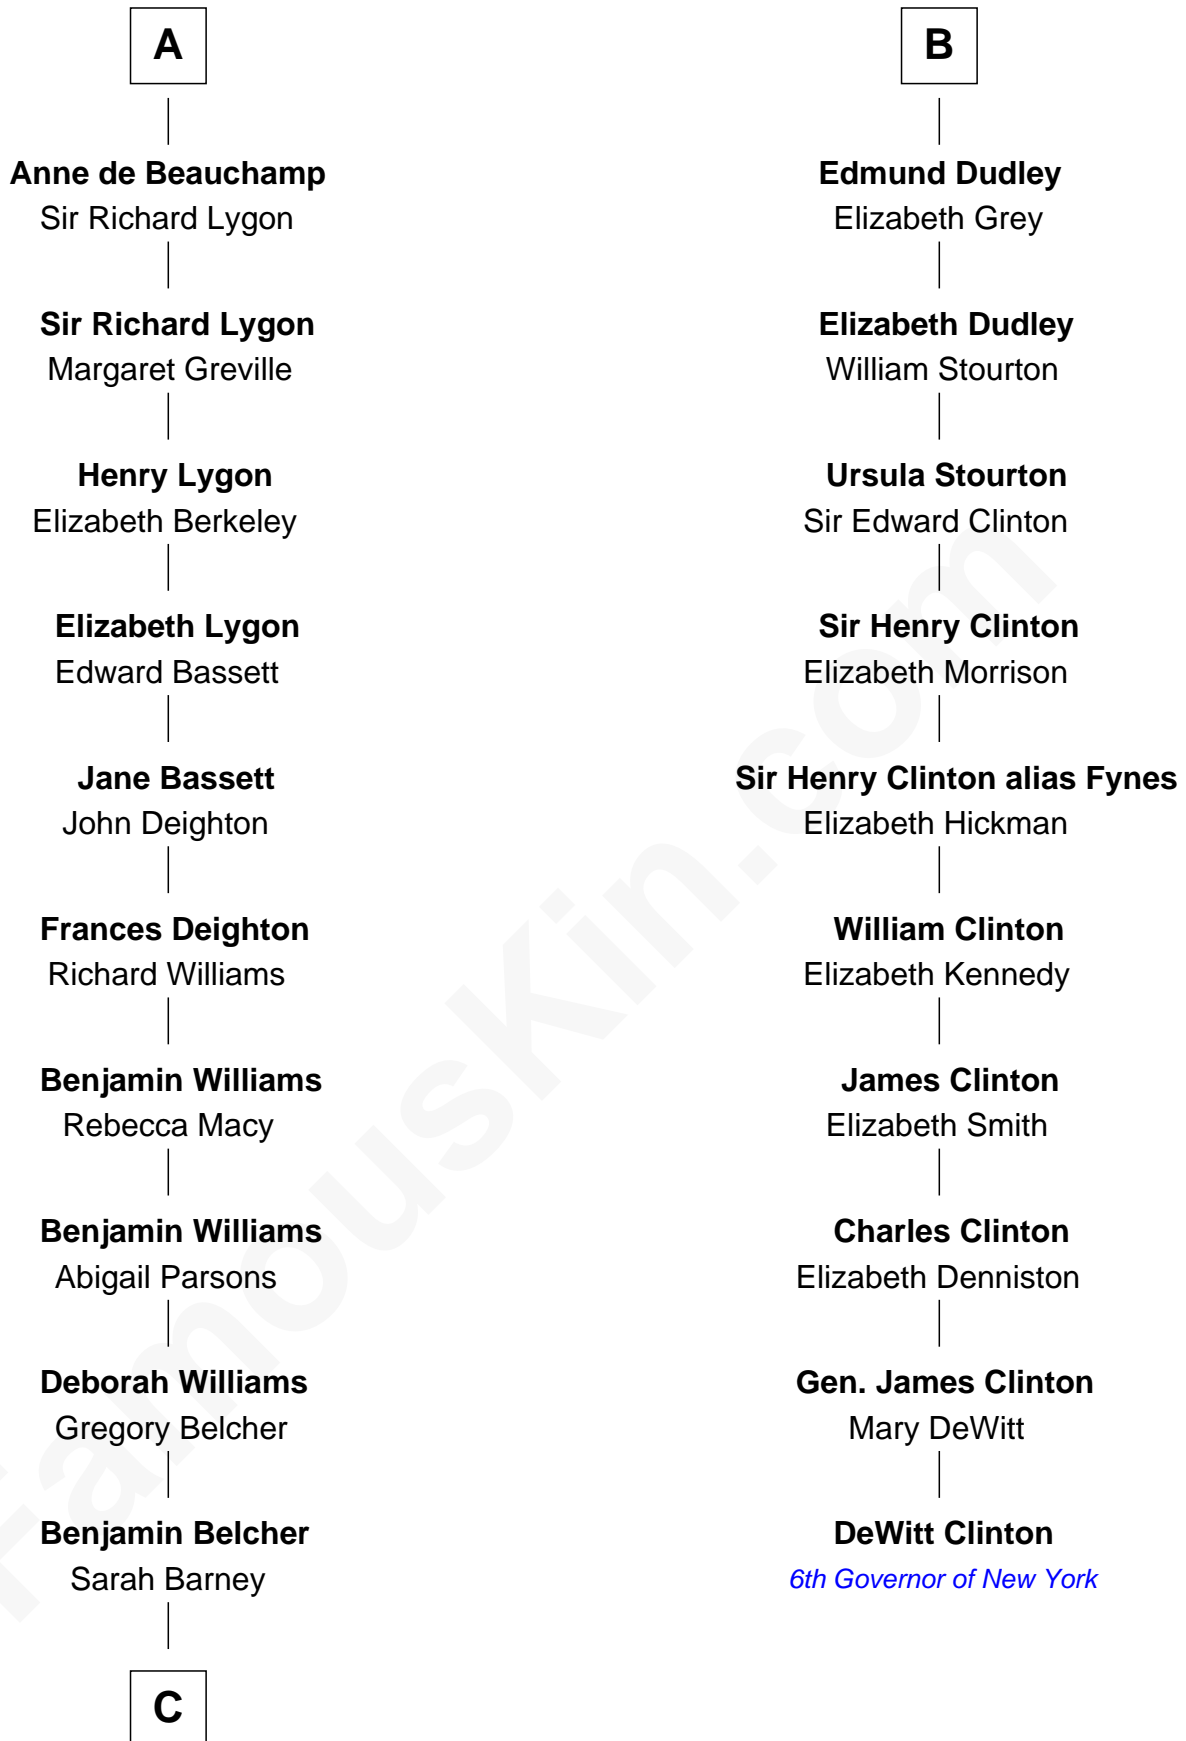 A
Anne de Beauchamp
Sir Richard Lygon
Sir Richard Lygon
Margaret Greville
Henry Lygon
Elizabeth Berkeley
Elizabeth Lygon
Edward Bassett
Jane Bassett
John Deighton
Frances Deighton
Richard Williams
Benjamin Williams
Rebecca Macy
Benjamin Williams
Abigail Parsons
Deborah Williams
Gregory Belcher
Benjamin Belcher
Sarah Barney
C
B
Edmund Dudley
Elizabeth Grey
Elizabeth Dudley
William Stourton
Ursula Stourton
Sir Edward Clinton
Sir Henry Clinton
Elizabeth Morrison
Sir Henry Clinton alias Fynes
Elizabeth Hickman
William Clinton
Elizabeth Kennedy
James Clinton
Elizabeth Smith
Charles Clinton
Elizabeth Denniston
Gen. James Clinton
Mary DeWitt
DeWitt Clinton
6th Governor of New York
FamousKin.com